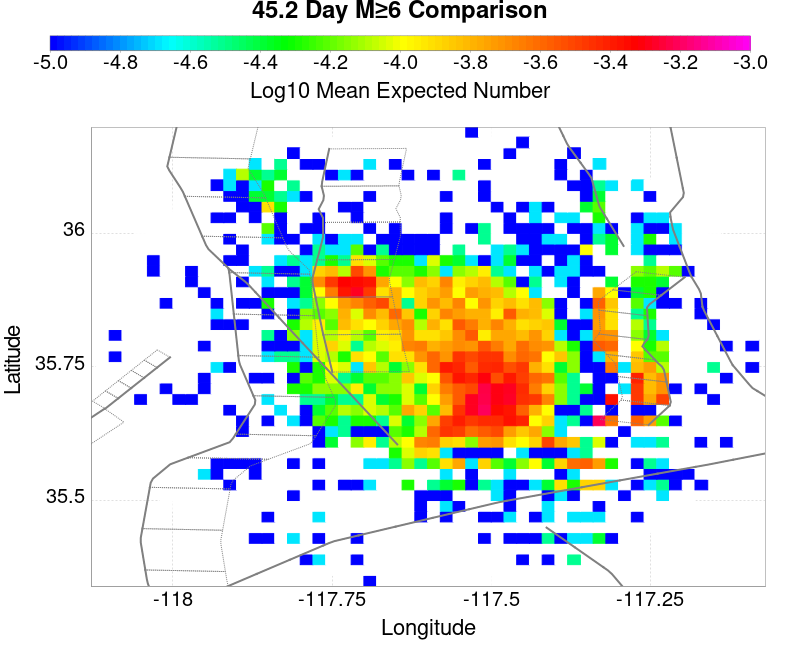 45.2 Day M≥6 Comparison
-5.0 -4.8 -4.6 -4.4 -4.2 -4.0 -3.8 -3.6 -3.4 -3.2 -3.0
Log10 Mean Expected Number
36
35.75
35.5
Latitude
-118 -117.75 -117.5 -117.25
Longitude